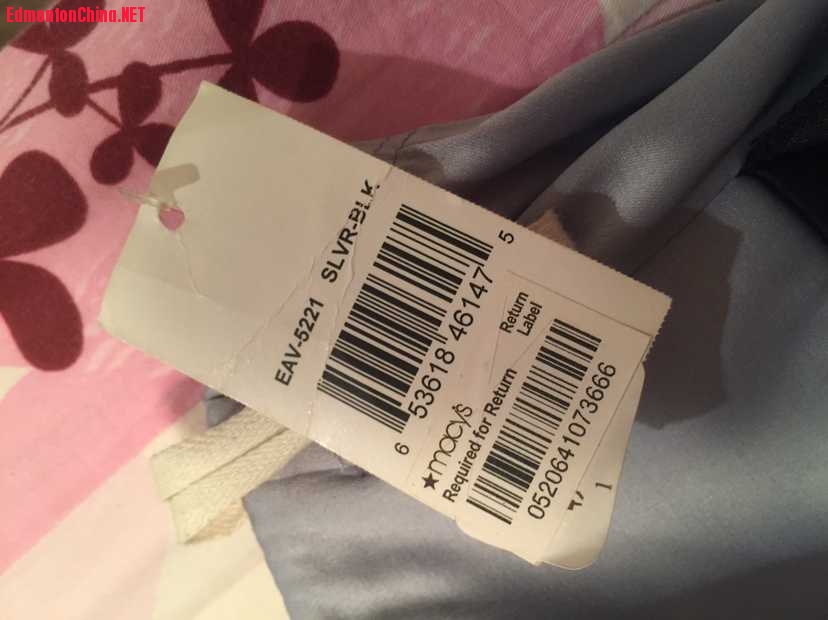 EdmontonChina.NET
EAV-5221 SLVR-BLK
6 53618 46147 5
Return
Label
★macy's
Required for Return
0520641073666
1